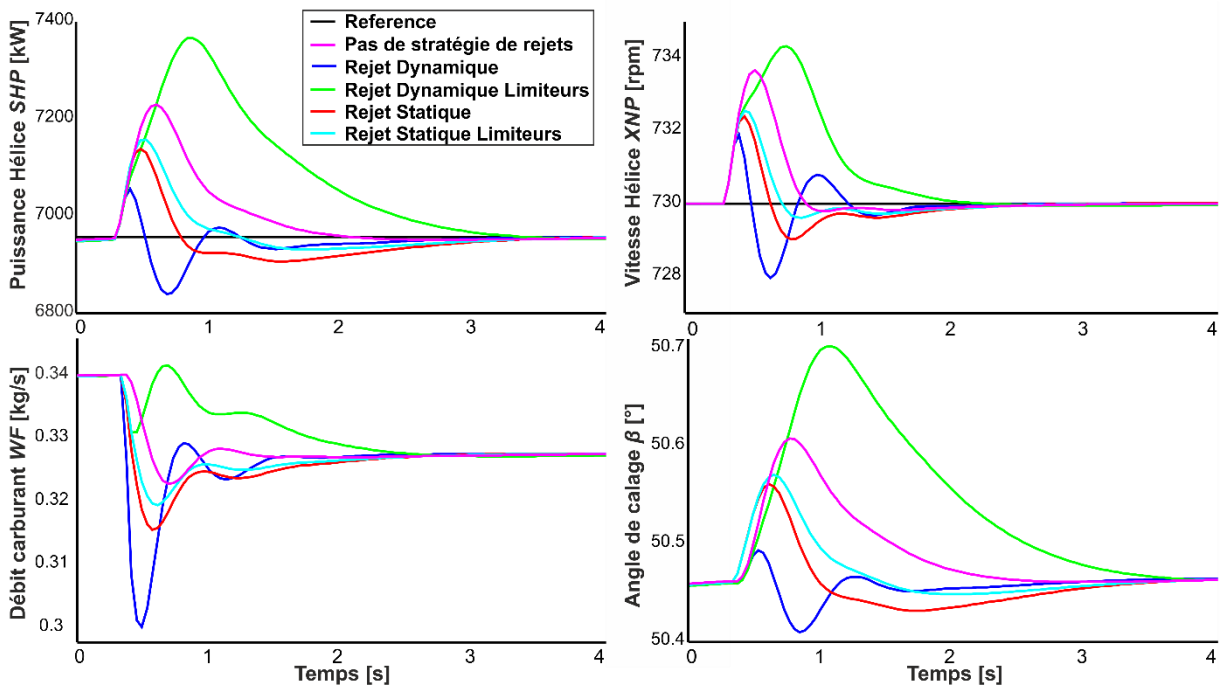 7400
7200
7000
6800
Puissance Hélice SHP [kW]
Reference
Pas de stratégie de rejets
Rejet Dynamique
Rejet Dynamique Limiteurs
Rejet Statique
Rejet Statique Limiteurs
0 1 2 3 4
734
732
730
728
Vitesse Hélice XNP [rpm]
0 1 2 3 4
0.34
0.33
0.32
0.31
0.3
Débit carburant WF [kg/s]
0 1 2 3 4
Temps [s]
50.7
50.6
50.5
50.4
Angle de calage β [°]
0 1 2 3 4
Temps [s]